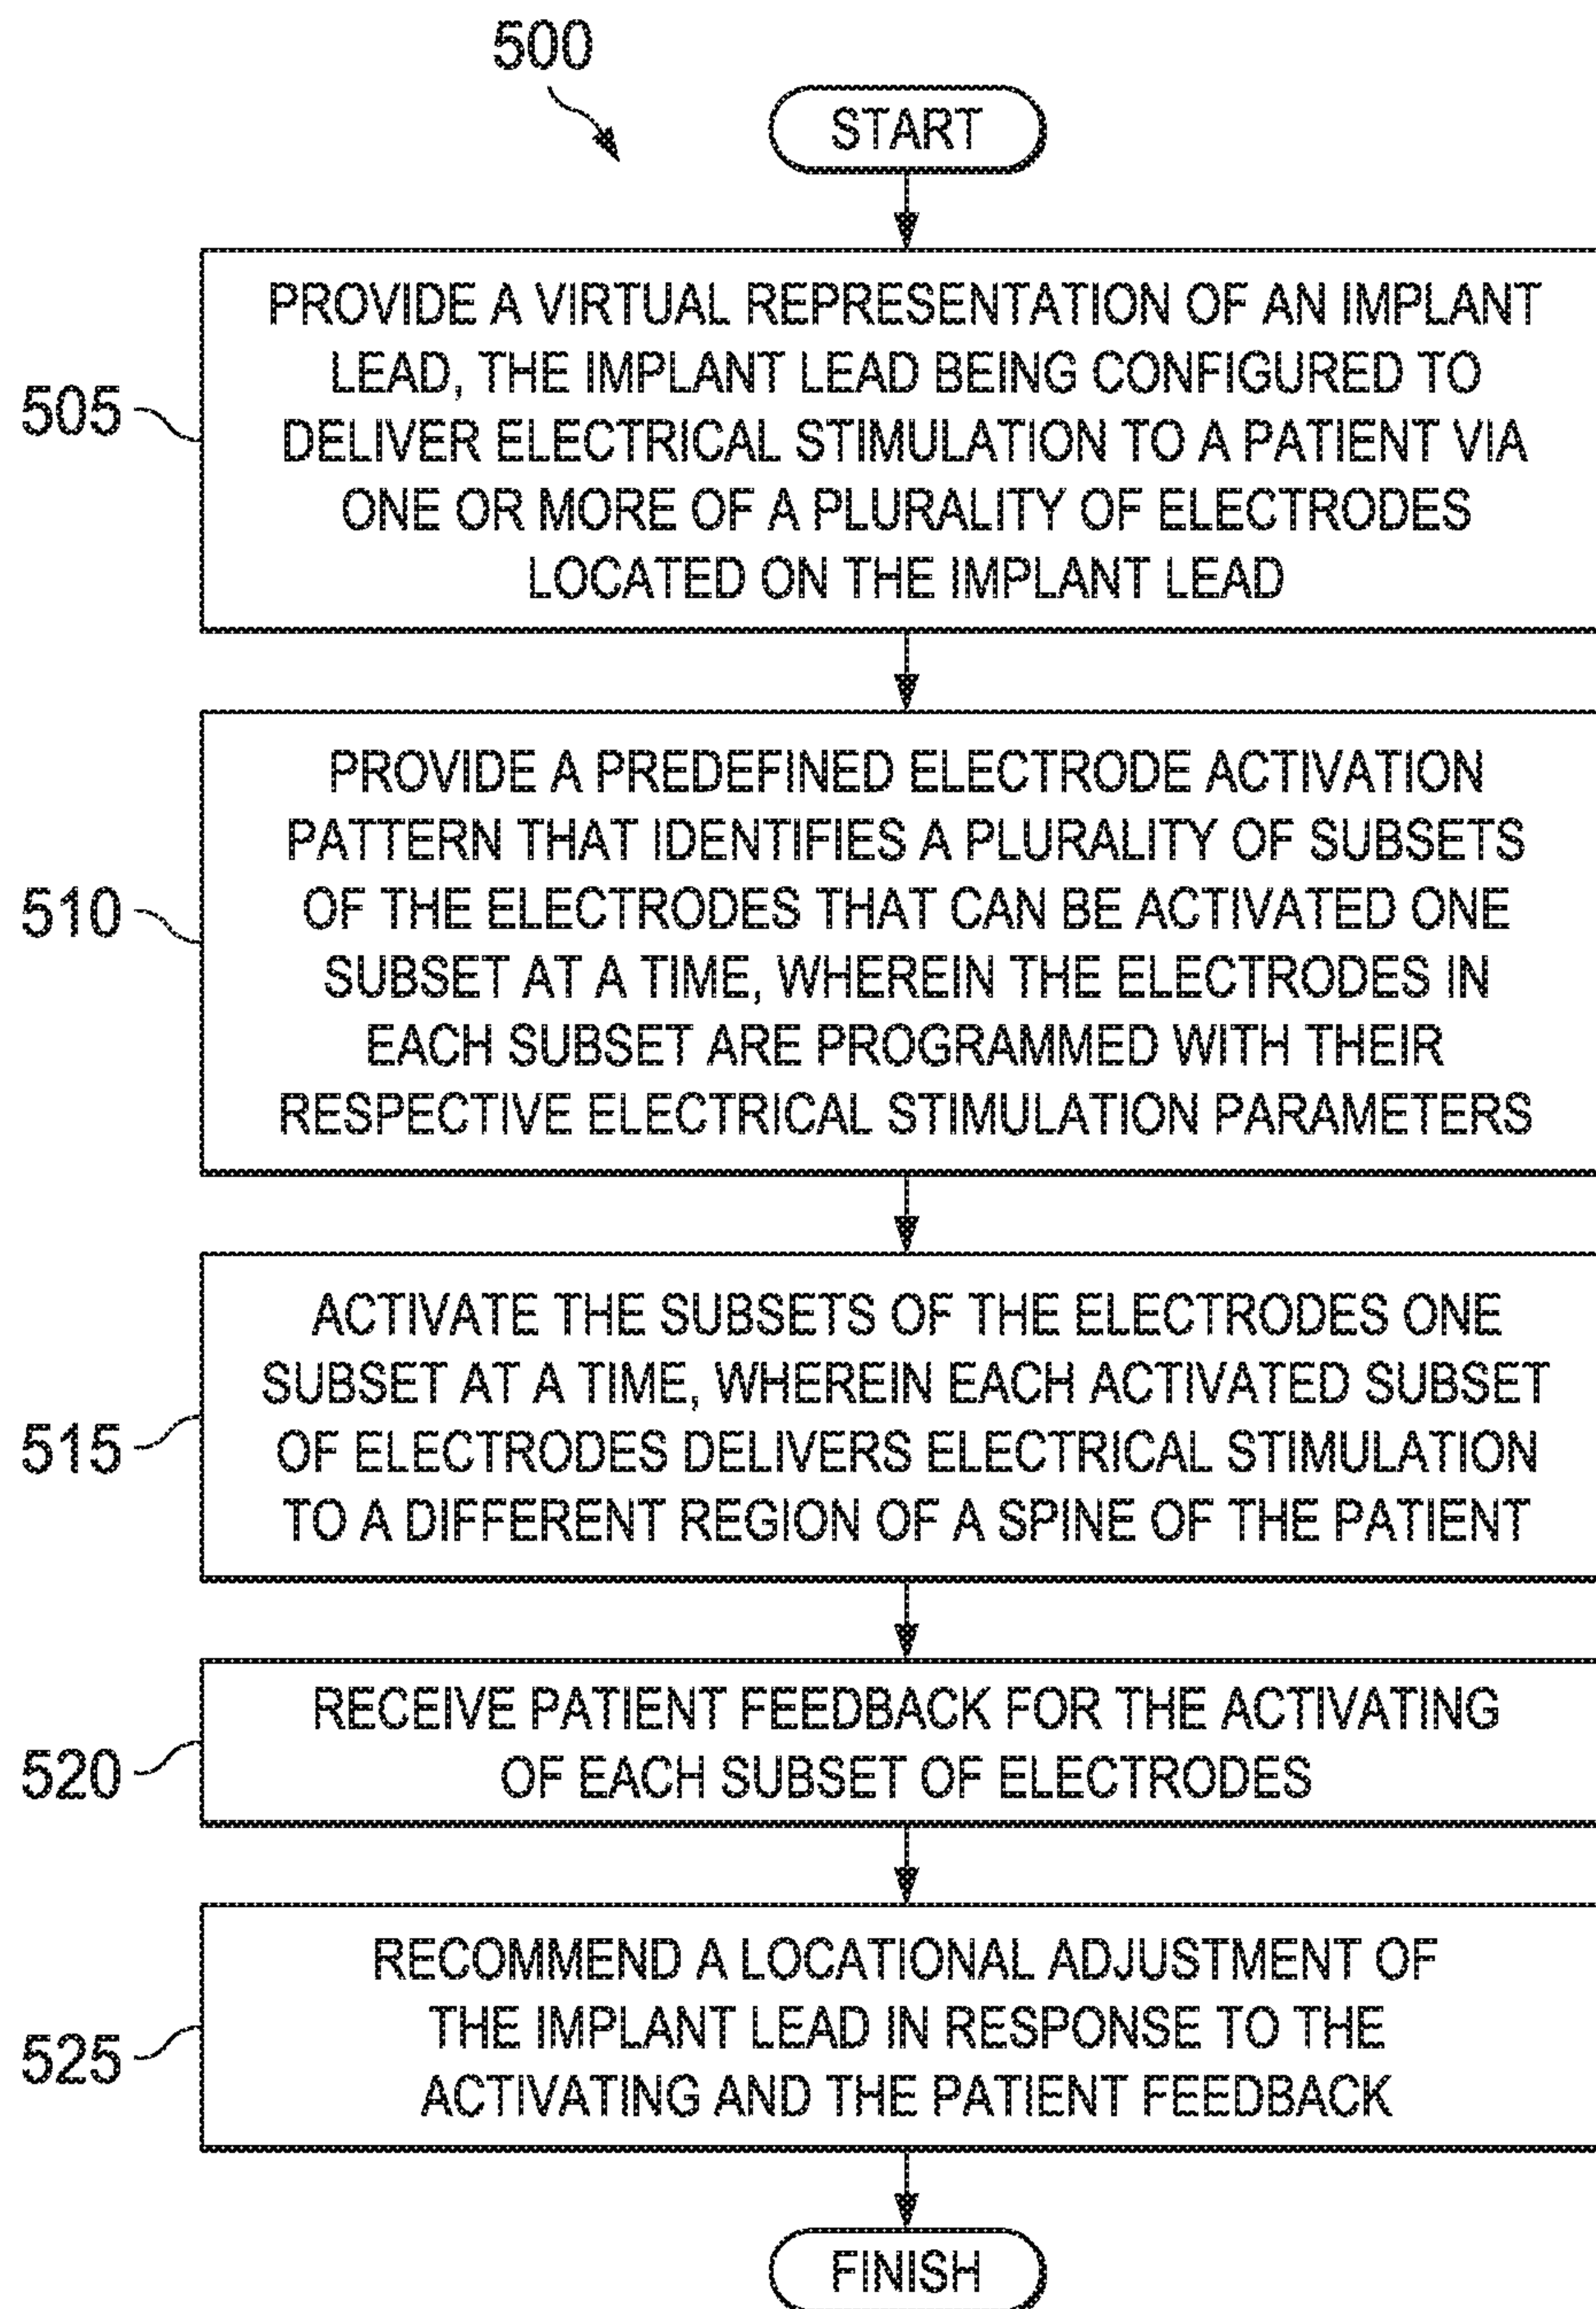 500
START
505
PROVIDE A VIRTUAL REPRESENTATION OF AN IMPLANT
LEAD, THE IMPLANT LEAD BEING CONFIGURED TO
DELIVER ELECTRICAL STIMULATION TO A PATIENT VIA
ONE OR MORE OF A PLURALITY OF ELECTRODES
LOCATED ON THE IMPLANT LEAD
510
PROVIDE A PREDEFINED ELECTRODE ACTIVATION
PATTERN THAT IDENTIFIES A PLURALITY OF SUBSETS
OF THE ELECTRODES THAT CAN BE ACTIVATED ONE
SUBSET AT A TIME, WHEREIN THE ELECTRODES IN
EACH SUBSET ARE PROGRAMMED WITH THEIR
RESPECTIVE ELECTRICAL STIMULATION PARAMETERS
515
ACTIVATE THE SUBSETS OF THE ELECTRODES ONE
SUBSET AT A TIME, WHEREIN EACH ACTIVATED SUBSET
OF ELECTRODES DELIVERS ELECTRICAL STIMULATION
TO A DIFFERENT REGION OF A SPINE OF THE PATIENT
520
RECEIVE PATIENT FEEDBACK FOR THE ACTIVATING
OF EACH SUBSET OF ELECTRODES
525
RECOMMEND A LOCATIONAL ADJUSTMENT OF
THE IMPLANT LEAD IN RESPONSE TO THE
ACTIVATING AND THE PATIENT FEEDBACK
FINISH